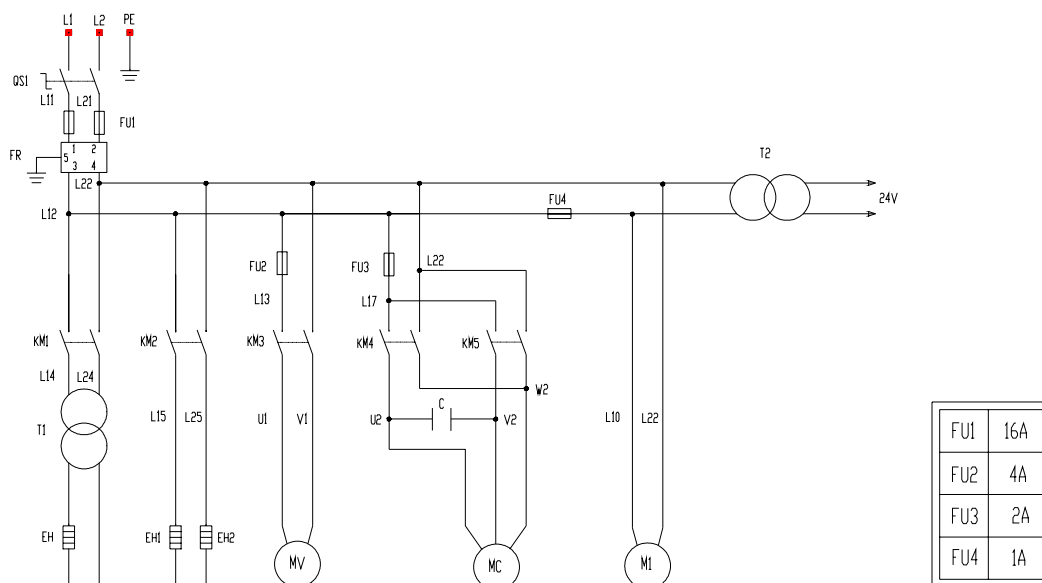 L1 L2 PE
QS1
L11 L21
FU1
1 2
FR 5
3 4
T2
L22
24V
FU4
L12
FU2 FU3 L22
L13 L17
KM1 KM2 KM3 KM4 KM5
L14 L24
W2
C
T1 L15 L25 U1 V1 U2 V2 L10 L22
FU1 16A
FU2 4A
FU3 2A
FU4 1A
EH EH1 EH2
MV MC M1